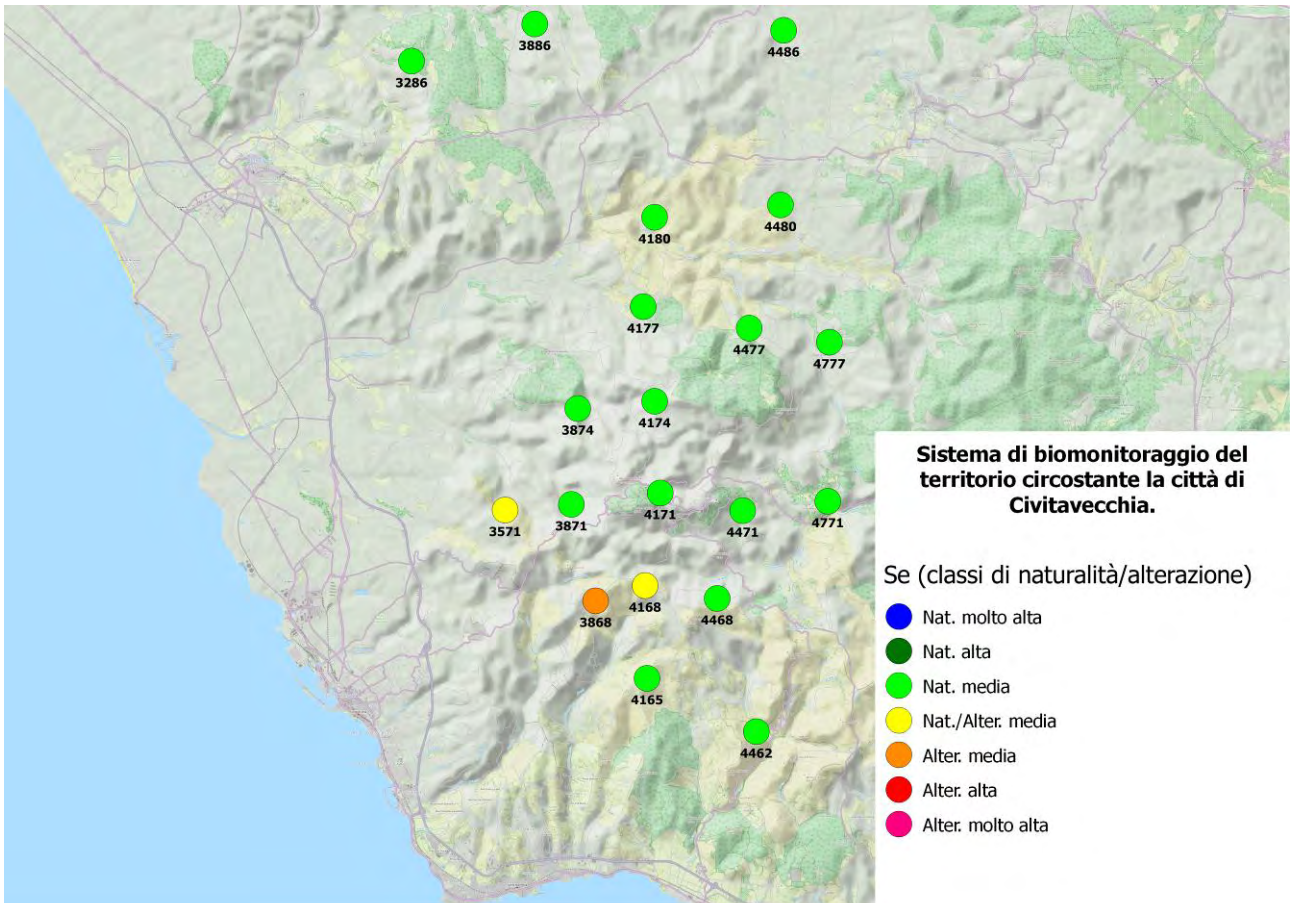 3886
4486
3286
4180
4480
4177
4477
4777
3874
4174
3571
3871
4171
4471
4771
3868
4168
4468
4165
4462
Sistema di biomonitoraggio del
territorio circostante la città di
Civitavecchia.
Se (classi di naturalità/alterazione)
Nat. molto alta
Nat. alta
Nat. media
Nat./Alter. media
Alter. media
Alter. alta
Alter. molto alta